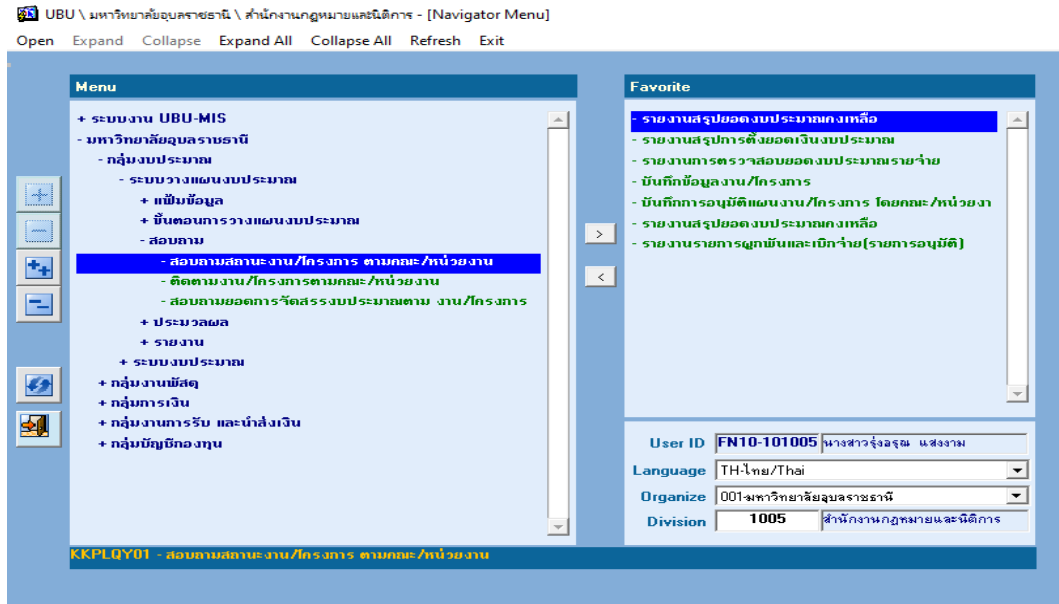 UBU \ มหาวิทยาลัยอุบลราชธานี \ สำนักงานกฎหมายและนิติการ - [Navigator Menu]
Open Expand Collapse Expand All Collapse All Refresh Exit
Menu
+ ระบบงาน UBU-MIS
- มหาวิทยาลัยอุบลราชธานี
- กลุ่มงบประมาณ
- ระบบวางแผนงบประมาณ
+ แฟ้มข้อมูล
+ ขั้นตอนการวางแผนงบประมาณ
- สอบถาม
- สอบถามสถานะงาน/โครงการ ตามคณะ/หน่วยงาน
- ติดตามงาน/โครงการตามคณะ/หน่วยงาน
- สอบถามยอดการจัดสรรงบประมาณตาม งาน/โครงการ
+ ประมวลผล
+ รายงาน
+ ระบบงบประมาณ
+ กลุ่มงานพัสดุ
+ กลุ่มการเงิน
+ กลุ่มงานการรับ และนำส่งเงิน
+ กลุ่มบัญชีกองทุน
Favorite
- รายงานสรุปยอดงบประมาณคงเหลือ
- รายงานสรุปการตั้งยอดเงินงบประมาณ
- รายงานการตรวจสอบยอดงบประมาณรายจ่าย
- บันทึกข้อมูลงาน/โครงการ
- บันทึกการอนุมัติแผนงาน/โครงการ โดยคณะ/หน่วยงา
- รายงานสรุปยอดงบประมาณคงเหลือ
- รายงานรายการผูกพันและเบิกจ่าย(รายการอนุมัติ)
>
<
User ID FN10-101005 นางสาวรุ่งอรุณ แสงงาม
Language TH-ไทย/Thai
Organize 001-มหาวิทยาลัยอุบลราชธานี
Division 1005 สำนักงานกฎหมายและนิติการ
KKPLQY01 - สอบถามสถานะงาน/โครงการ ตามคณะ/หน่วยงาน